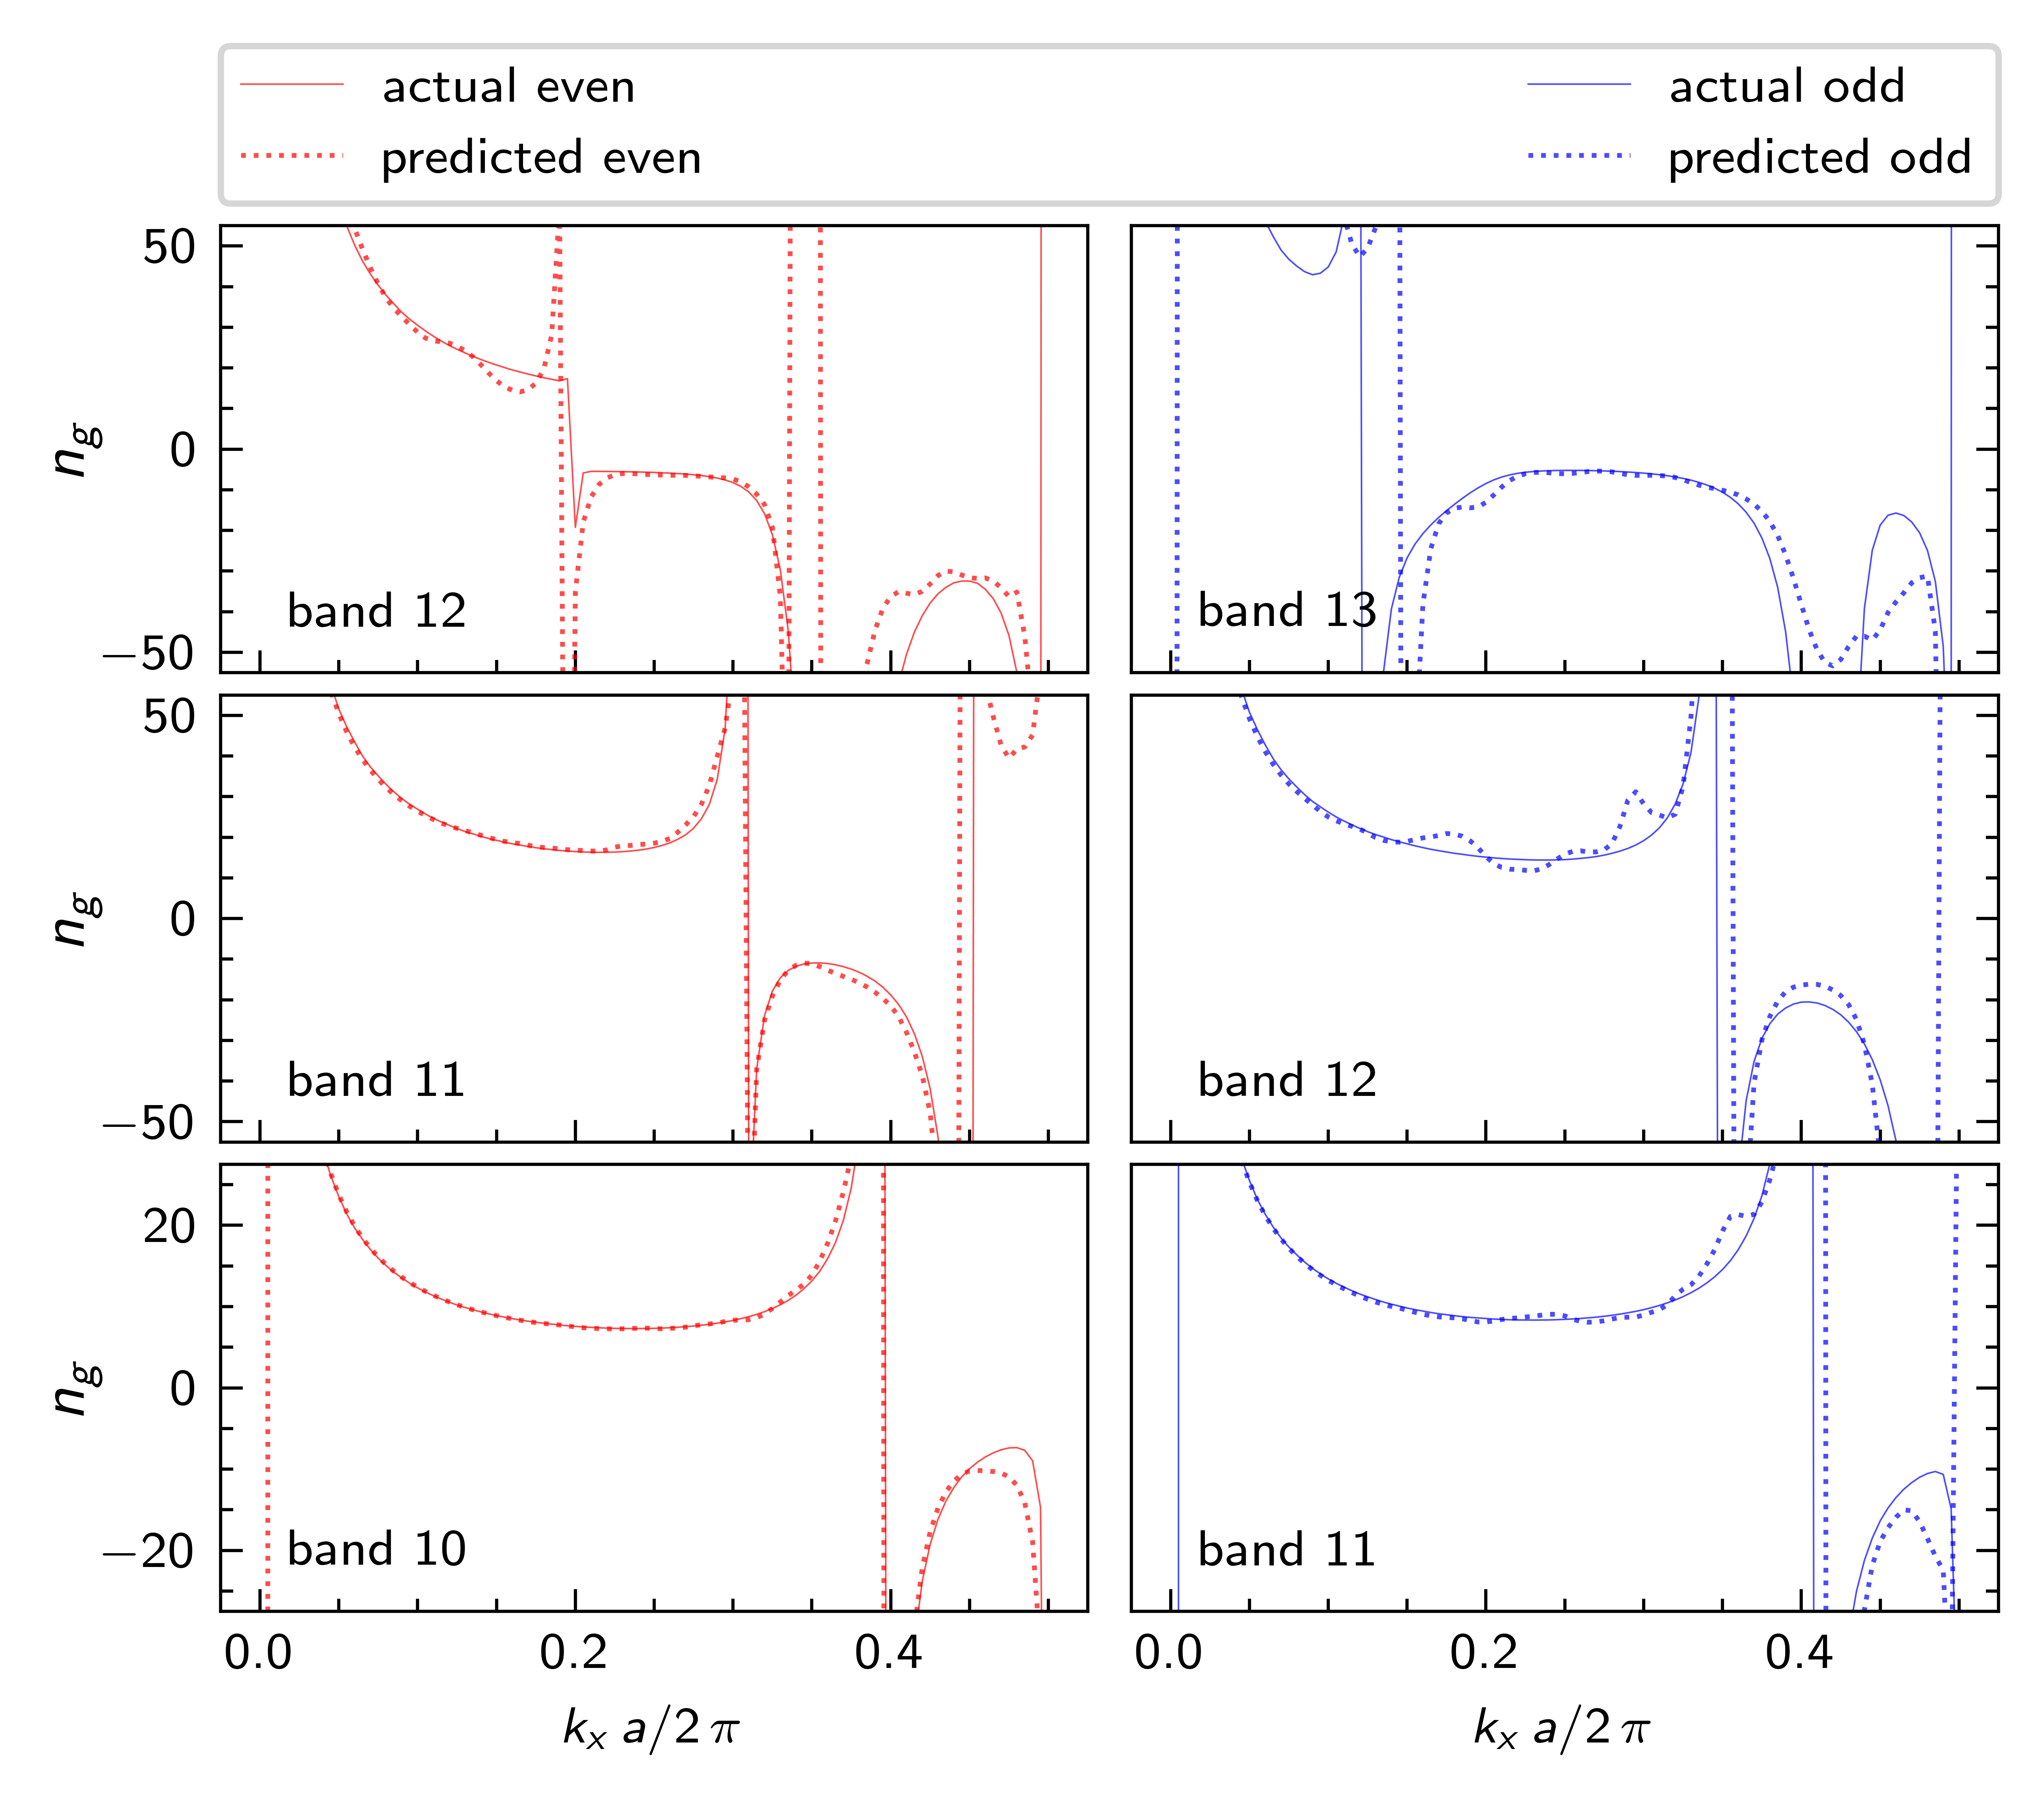 actual even
predicted even
actual odd
predicted odd
50
0
−50
n_g
band 12
band 13
50
0
−50
n_g
band 11
band 12
20
0
−20
n_g
band 10
band 11
0.0 0.2 0.4
0.0 0.2 0.4
k_x a/2 π
k_x a/2 π